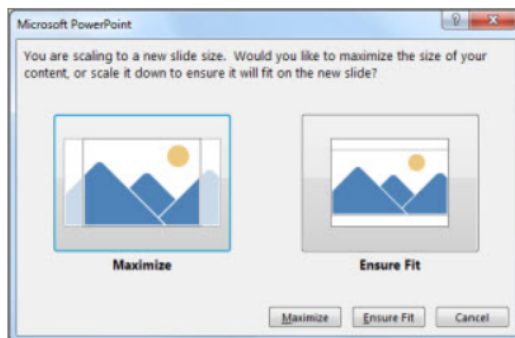 Microsoft PowerPoint
You are scaling to a new slide size.  Would you like to maximize the size of your
content, or scale it down to ensure it will fit on the new slide?
Maximize
Ensure Fit
Maximize
Ensure Fit
Cancel